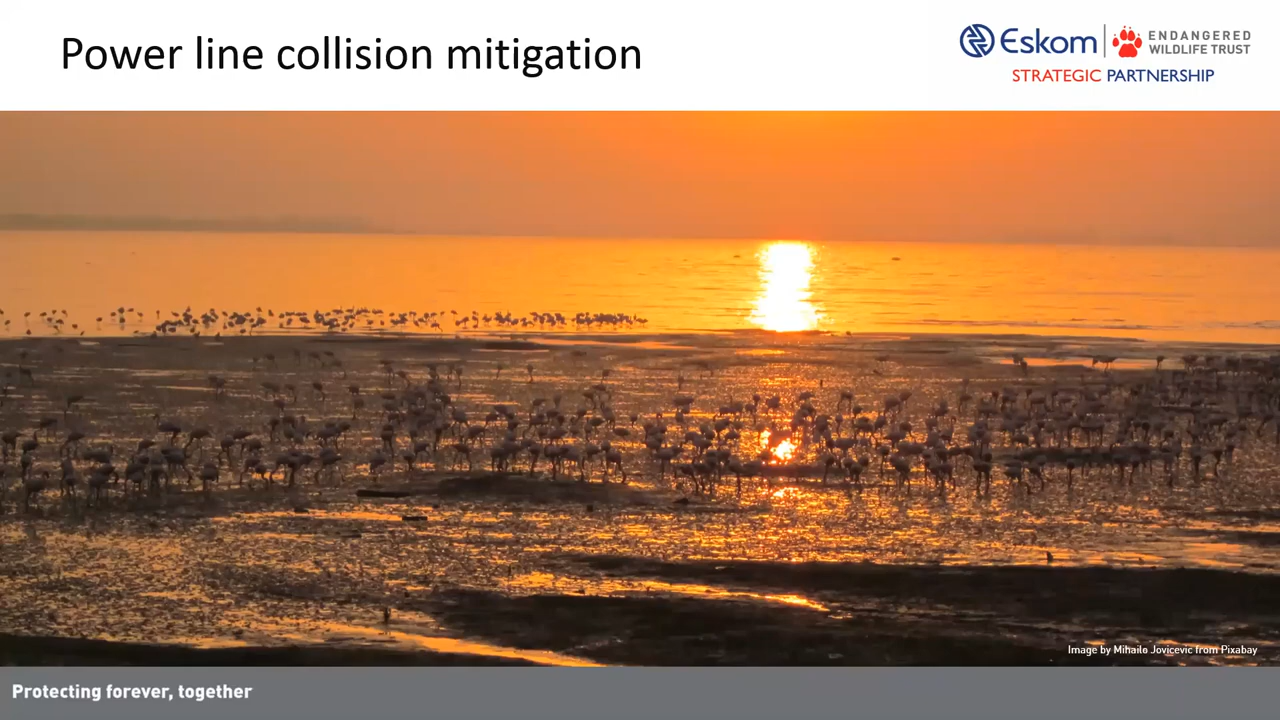 Power line collision mitigation
Eskom
ENDANGERED
WILDLIFE TRUST
STRATEGIC PARTNERSHIP
Image by Mihailo Jovicevic from Pixabay
Protecting forever, together